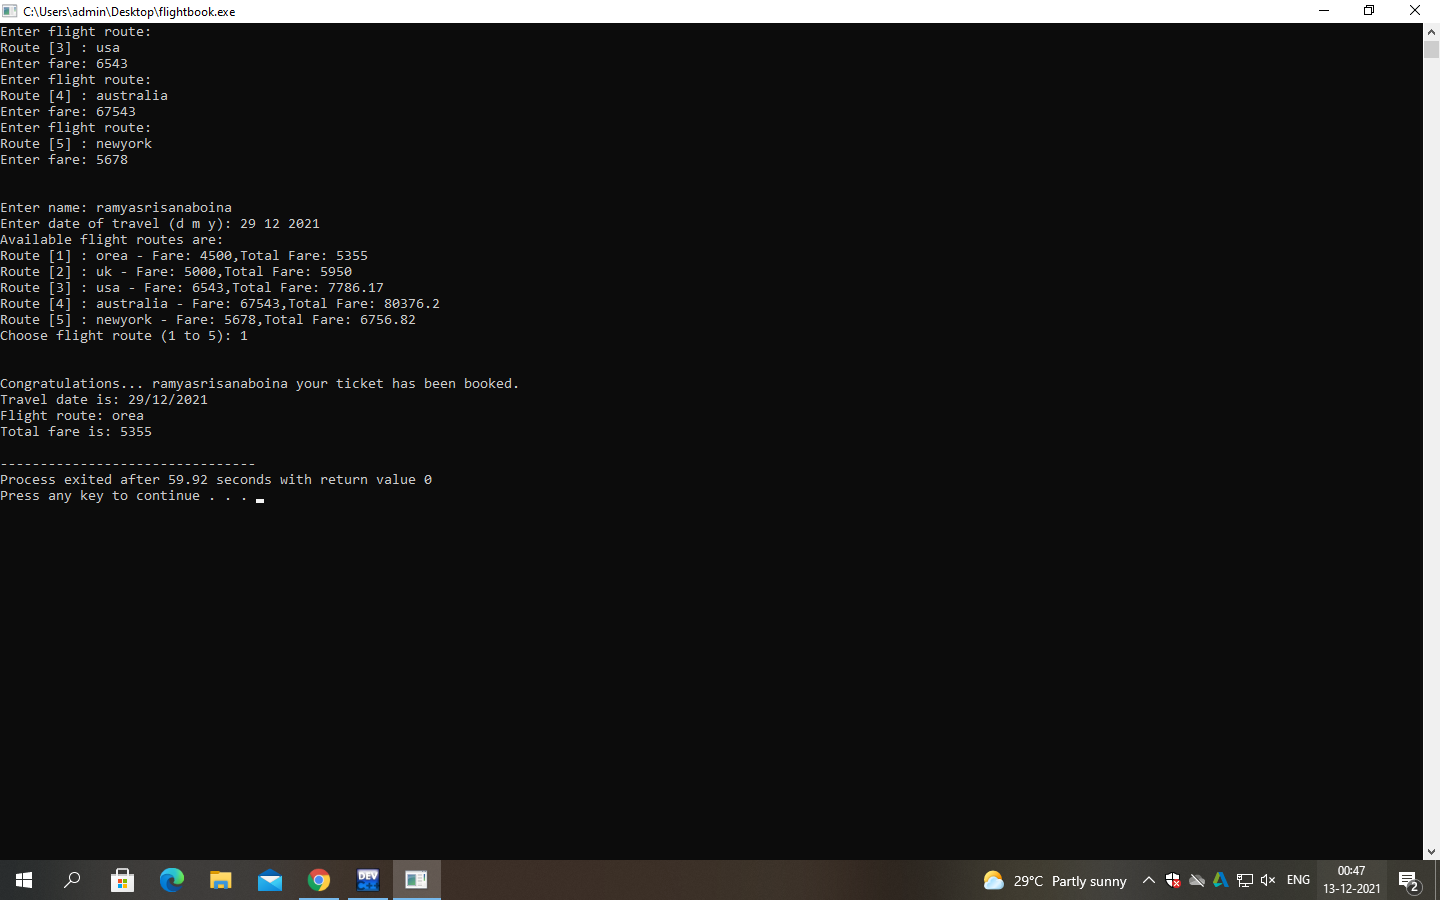 C:\Users\admin\Desktop\flightbook.exe
Enter flight route:
Route [3] : usa
Enter fare: 6543
Enter flight route:
Route [4] : australia
Enter fare: 67543
Enter flight route:
Route [5] : newyork
Enter fare: 5678
Enter name: ramyasrisanaboina
Enter date of travel (d m y): 29 12 2021
Available flight routes are:
Route [1] : orea - Fare: 4500,Total Fare: 5355
Route [2] : uk - Fare: 5000,Total Fare: 5950
Route [3] : usa - Fare: 6543,Total Fare: 7786.17
Route [4] : australia - Fare: 67543,Total Fare: 80376.2
Route [5] : newyork - Fare: 5678,Total Fare: 6756.82
Choose flight route (1 to 5): 1
Congratulations... ramyasrisanaboina your ticket has been booked.
Travel date is: 29/12/2021
Flight route: orea
Total fare is: 5355
--------------------------------
Process exited after 59.92 seconds with return value 0
Press any key to continue . . .
DEV
29°C Partly sunny
ENG
00:47
13-12-2021
2